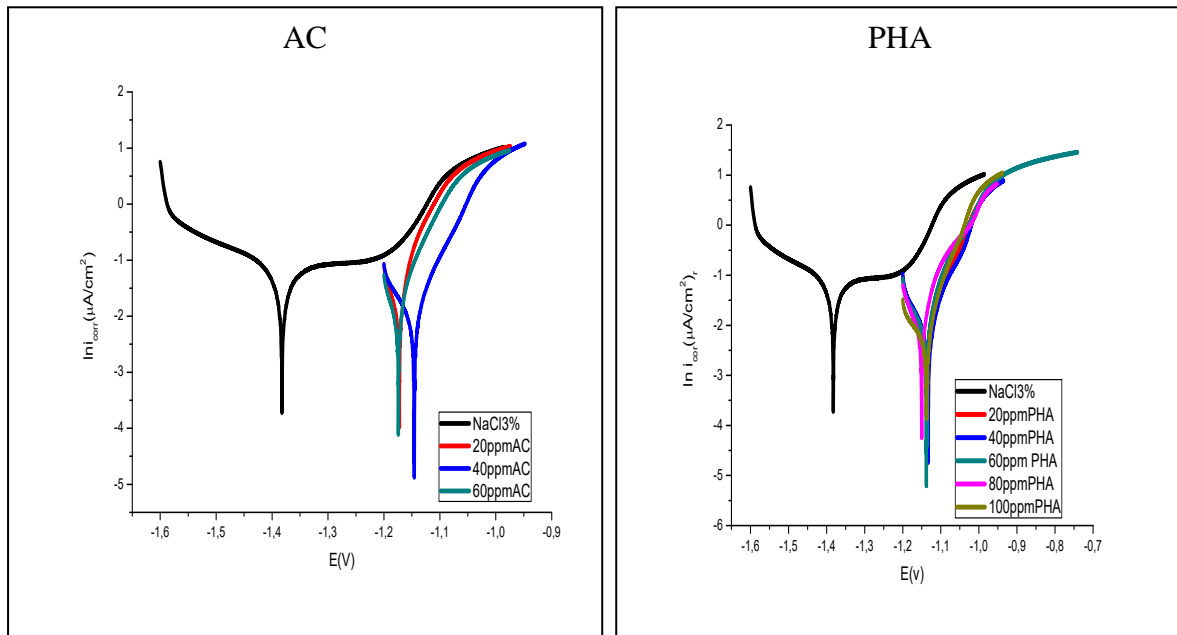 AC
2
1
0
-1
-2
-3
-4
-5
lni_corr(µA/cm²)
-1,6
-1,5
-1,4
-1,3
-1,2
-1,1
-1,0
-0,9
E(V)
NaCl3%
20ppmAC
40ppmAC
60ppmAC
PHA
2
1
0
-1
-2
-3
-4
-5
-6
ln i_cor(µA/cm²)_r
-1,6
-1,5
-1,4
-1,3
-1,2
-1,1
-1,0
-0,9
-0,8
-0,7
E(v)
NaCl3%
20ppmPHA
40ppmPHA
60ppm PHA
80ppmPHA
100ppmPHA